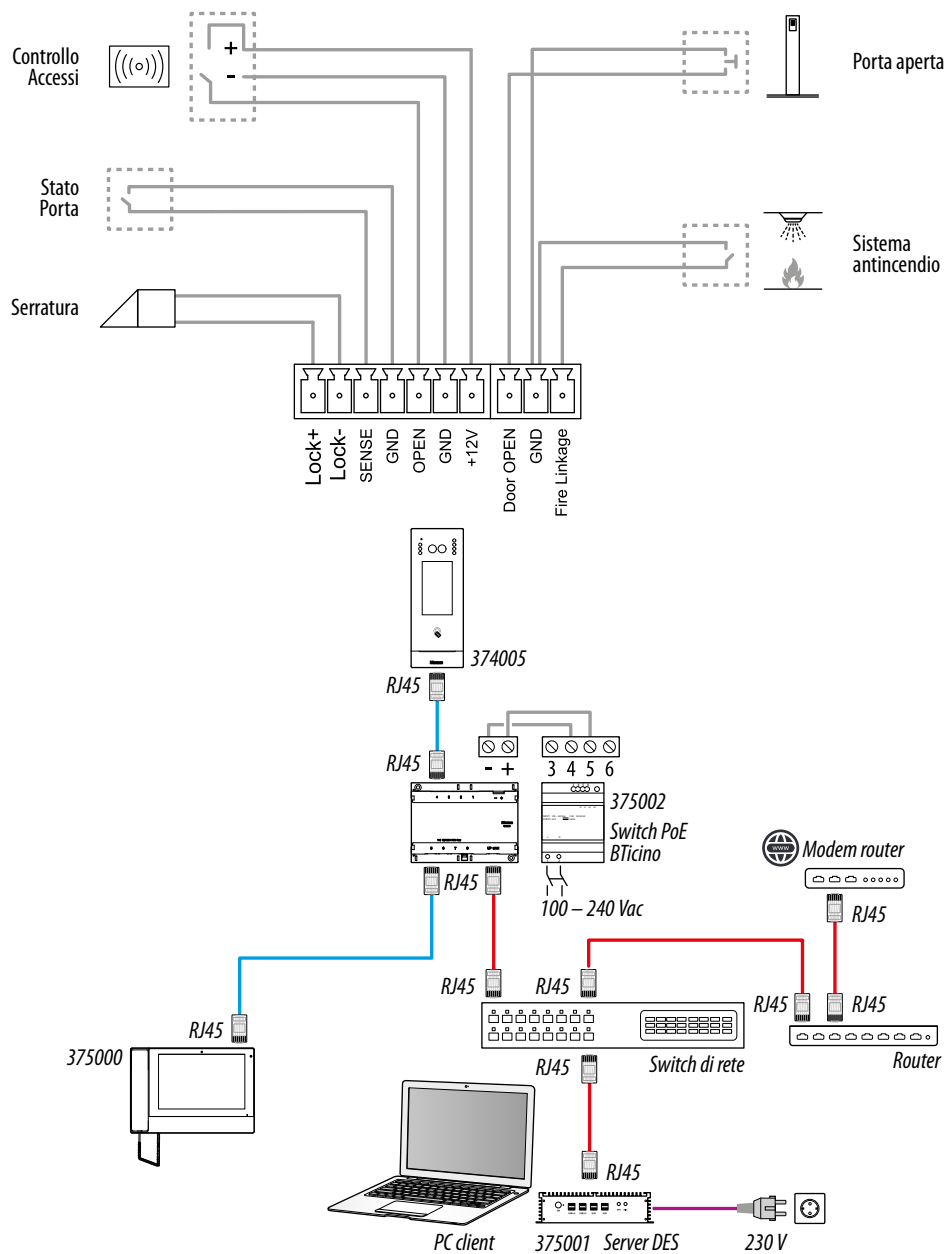 Controllo
Accessi
+
-
Porta aperta
Stato
Porta
Sistema
antincendio
Serratura
Lock+
Lock-
SENSE
GND
OPEN
GND
+12V
Door OPEN
GND
Fire Linkage
374005
RJ45
RJ45
- +
3 4 5 6
375002
Switch PoE
BTicino
100 – 240 Vac
RJ45
WWW
Modem router
RJ45
RJ45
RJ45
RJ45
RJ45
Switch di rete
Router
RJ45
375000
RJ45
RJ45
PC client
375001
Server DES
230 V